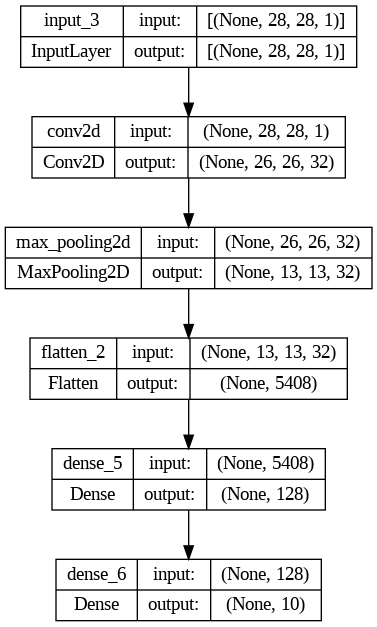 input_3 input: [(None, 28, 28, 1)]
InputLayer output: [(None, 28, 28, 1)]
conv2d input: (None, 28, 28, 1)
Conv2D output: (None, 26, 26, 32)
max_pooling2d input: (None, 26, 26, 32)
MaxPooling2D output: (None, 13, 13, 32)
flatten_2 input: (None, 13, 13, 32)
Flatten output: (None, 5408)
dense_5 input: (None, 5408)
Dense output: (None, 128)
dense_6 input: (None, 128)
Dense output: (None, 10)